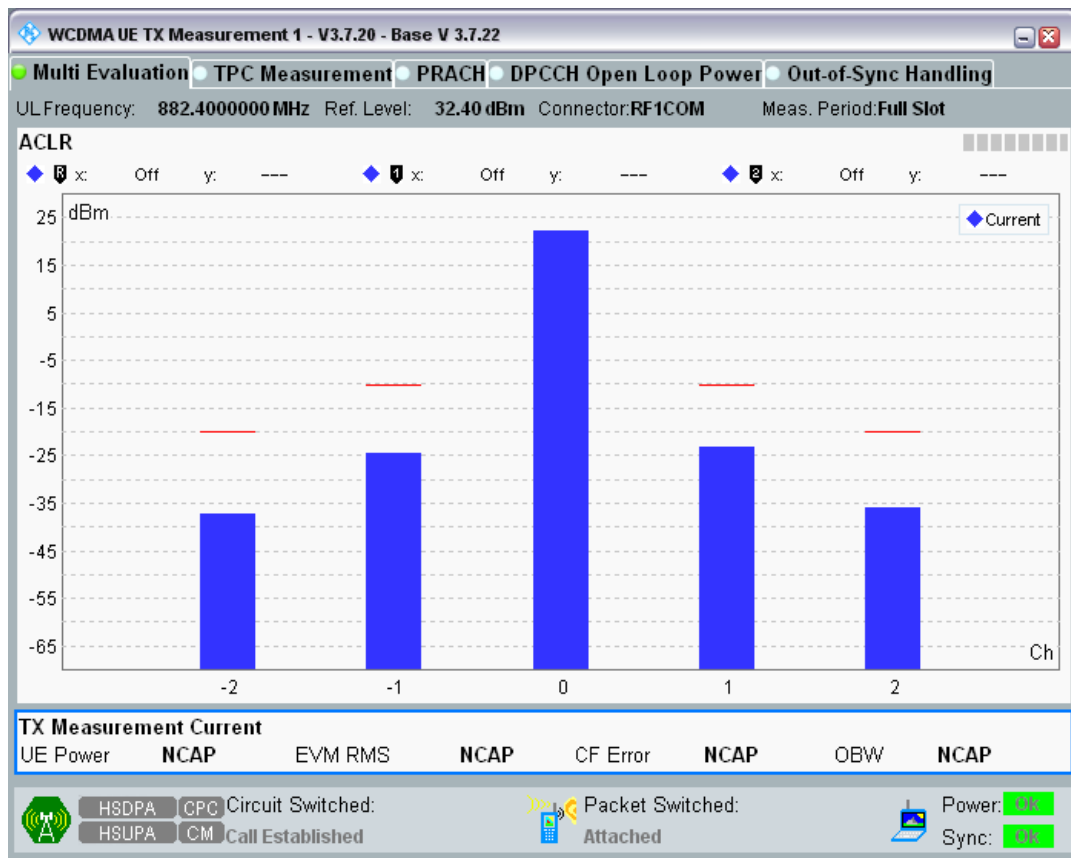 WCDMA UE TX Measurement 1 - V3.7.20 - Base V 3.7.22
Multi Evaluation TPC Measurement PRACH DPCCH Open Loop Power Out-of-Sync Handling
UL Frequency: 882.4000000 MHz Ref. Level: 32.40 dBm Connector:RF1COM Meas. Period:Full Slot
ACLR
R x: Off y: --- 1 x: Off y: --- 2 x: Off y: ---
dBm
Current
25
15
5
-5
-15
-25
-35
-45
-55
-65
Ch
-2 -1 0 1 2
TX Measurement Current
UE Power NCAP EVM RMS NCAP CF Error NCAP OBW NCAP
HSDPA CPC Circuit Switched: Packet Switched: Power: OK
HSUPA CM Call Established Attached Sync: OK